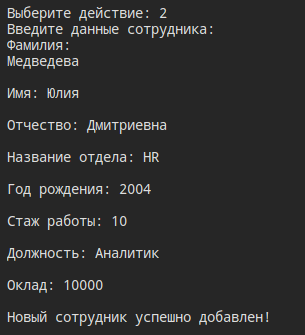 Выберите действие: 2
Введите данные сотрудника:
Фамилия:
Медведева
Имя: Юлия
Отчество: Дмитриевна
Название отдела: HR
Год рождения: 2004
Стаж работы: 10
Должность: Аналитик
Оклад: 10000
Новый сотрудник успешно добавлен!